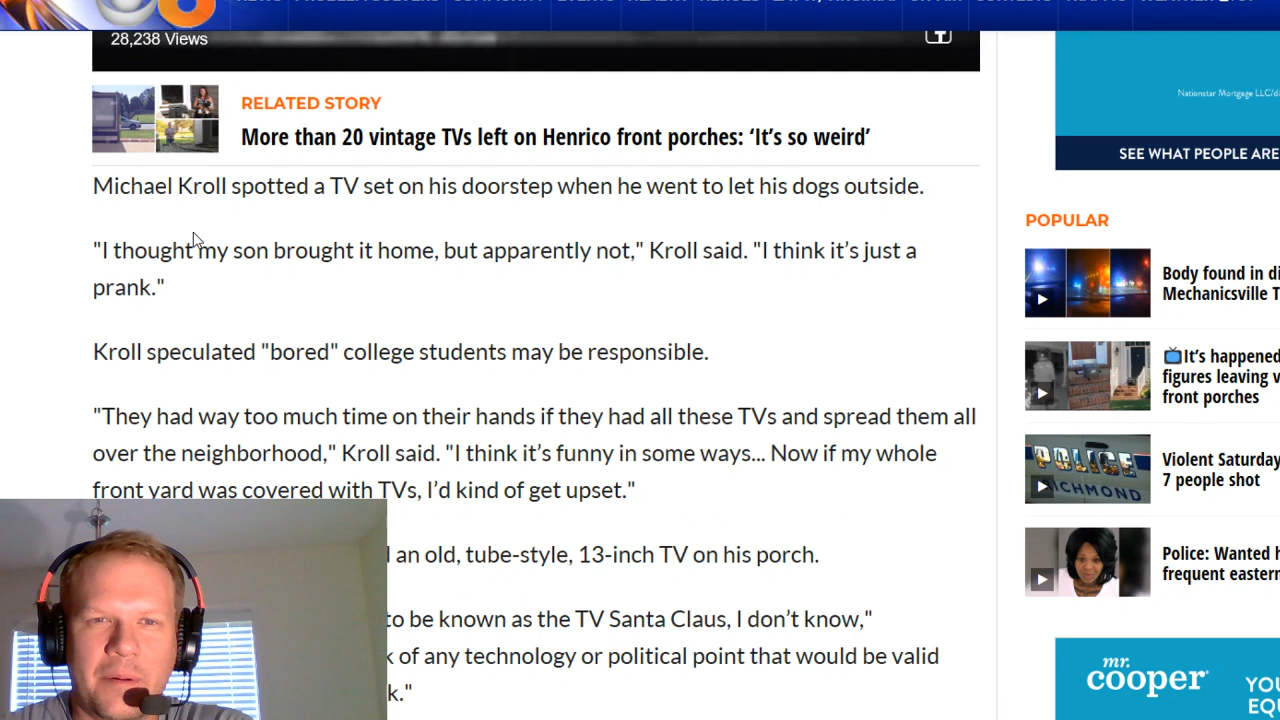 28,238 Views
RELATED STORY
More than 20 vintage TVs left on Henrico front porches: ‘It’s so weird’
Michael Kroll spotted a TV set on his doorstep when he went to let his dogs outside.
"I thought my son brought it home, but apparently not," Kroll said. "I think it’s just a
prank."
Kroll speculated "bored" college students may be responsible.
"They had way too much time on their hands if they had all these TVs and spread them all
over the neighborhood," Kroll said. "I think it’s funny in some ways... Now if my whole
front yard was covered with TVs, I’d kind of get upset."
an old, tube-style, 13-inch TV on his porch.
to be known as the TV Santa Claus, I don’t know,"
of any technology or political point that would be valid
Nationstar Mortgage LLC/d
SEE WHAT PEOPLE ARE
POPULAR
Body found in di
Mechanicsville T
It’s happened
figures leaving v
front porches
POLICE
RICHMOND
Violent Saturday
7 people shot
Police: Wanted
frequent eastern
mr.
cooper
YOU
EQU